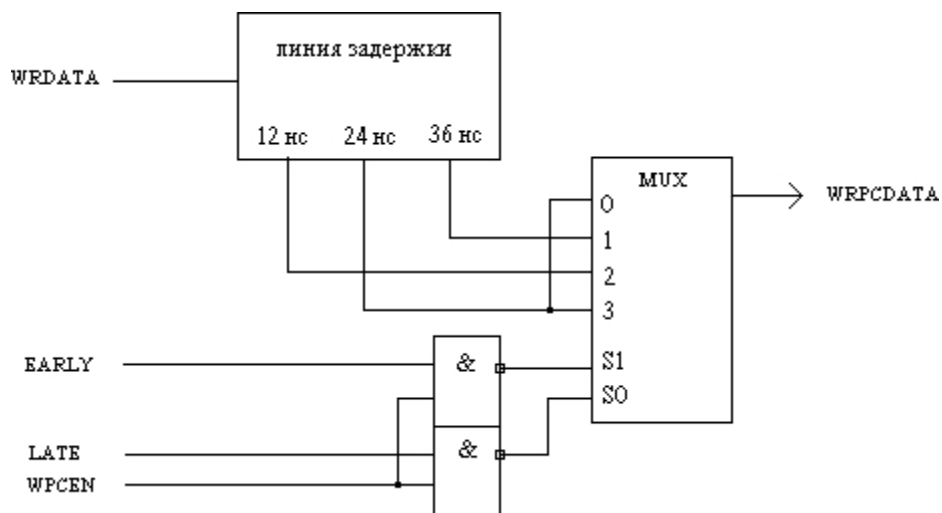 линия задержки
WRDATA
12 нс 24 нс 36 нс
MUX
WRPCDATA
0
1
2
3
EARLY
&
S1
S0
LATE
&
WPCEN